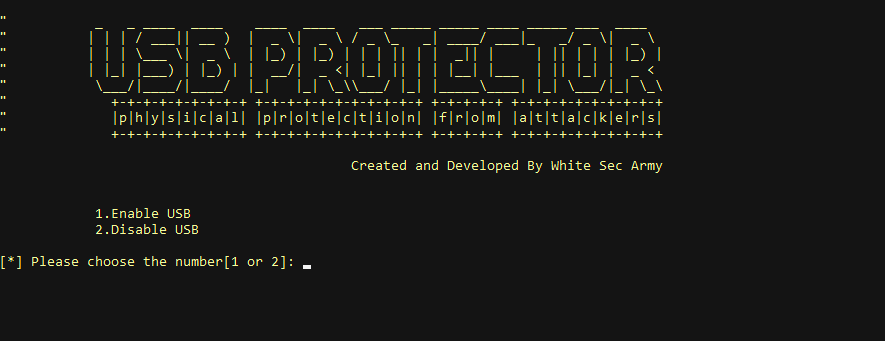 USB PROTECTOR
|p|h|y|s|i|c|a|l| |p|r|o|t|e|c|t|i|o|n| |f|r|o|m| |a|t|t|a|c|k|e|r|s|
Created and Developed By White Sec Army
1.Enable USB
2.Disable USB
[*] Please choose the number[1 or 2]: